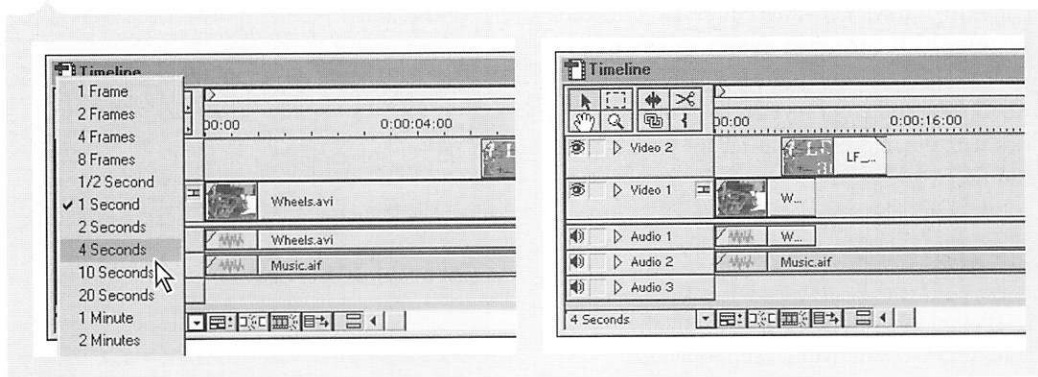 Timeline
1 Frame
2 Frames
4 Frames
8 Frames
1/2 Second
✓ 1 Second
2 Seconds
4 Seconds
10 Seconds
20 Seconds
1 Minute
2 Minutes
00:00
0:00:04:00
Wheels.avi
Wheels.avi
Music.aif
Timeline
00:00
0:00:16:00
Video 2
LF_...
Video 1
W...
Audio 1
W...
Audio 2
Music.aif
Audio 3
4 Seconds